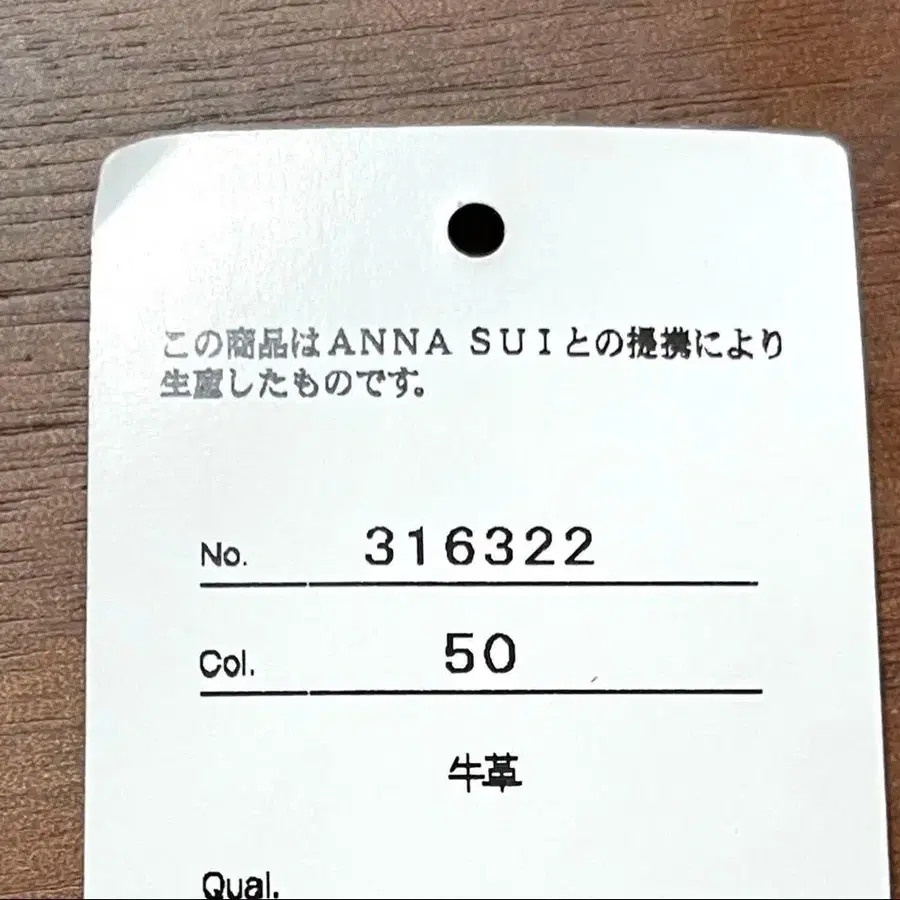 この商品はANNA SUIとの提携により
生産したものです。
No. 316322
Col. 50
牛革
Qual.